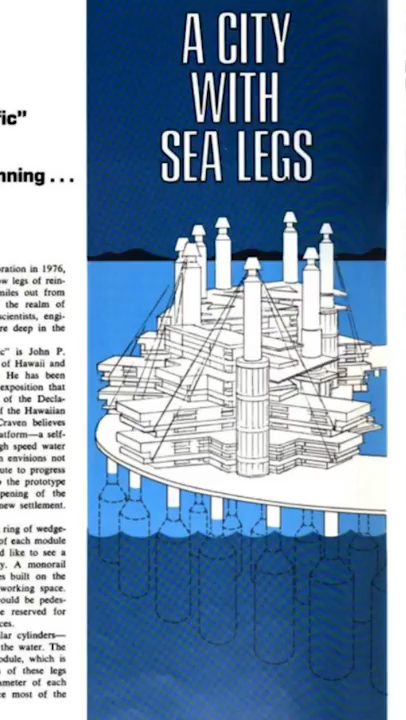 fic"
nning ...
A CITY
WITH
SEA LEGS
oration in 1976,
ow legs of rein-
miles out from
the realm of
scientists, engi-
re deep in the
ic" is John P.
of Hawaii and
He has been
exposition that
of the Decla-
f the Hawaiian
Craven believes
atform—a self-
gh speed water
n envisions not
ute to progress
o the prototype
pening of the
new settlement.
ring of wedge-
of each module
d like to see a
y. A monorail
es built on the
working space.
ould be pedes-
e reserved for
ces.
lar cylinders—
the water. The
odule, which is
of these legs
ameter of each
e most of the